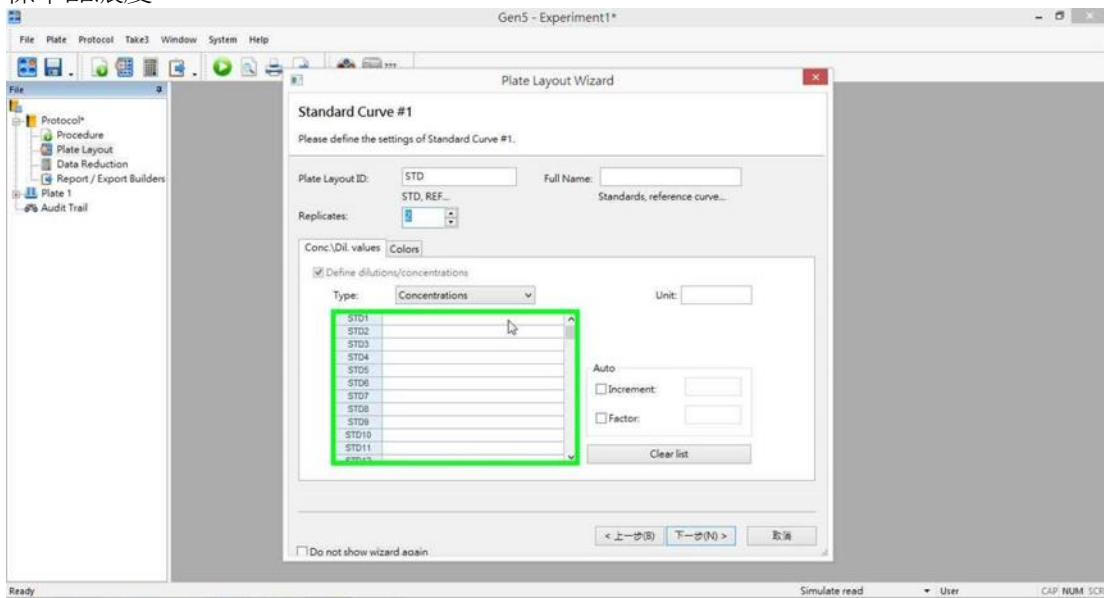 Gen5 - Experiment1*
File Plate Protocol Take3 Window System Help
File
Protocol*
Procedure
Plate Layout
Data Reduction
Report / Export Builders
Plate 1
Audit Trail
Plate Layout Wizard
Standard Curve #1
Please define the settings of Standard Curve #1.
Plate Layout ID: STD Full Name:
STD, REF... Standards, reference curve...
Replicates: 2
Conc.\Dil. values Colors
Define dilutions/concentrations
Type: Concentrations Unit:
STD1
STD2
STD3
STD4
STD5
STD6
STD7
STD8
STD9
STD10
STD11
Auto
Increment:
Factor:
Clear list
< 上一步(B) 下一步(N) > 取消
Do not show wizard again
Ready Simulate read User CAP NUM SCR